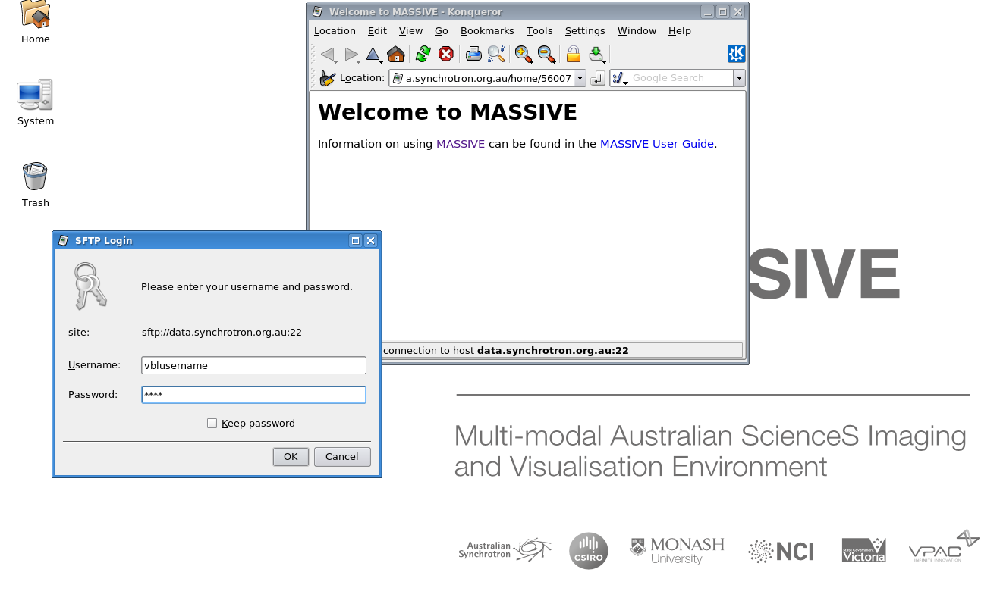 Home
System
Trash
Welcome to MASSIVE - Konqueror
Location Edit View Go Bookmarks Tools Settings Window Help
Location: a.synchrotron.org.au/home/56007 Google Search
Welcome to MASSIVE
Information on using MASSIVE can be found in the MASSIVE User Guide.
connection to host data.synchrotron.org.au:22
SFTP Login
Please enter your username and password.
site: sftp://data.synchrotron.org.au:22
Username: vblusername
Password: ****
Keep password
OK Cancel
SIVE
Multi-modal Australian ScienceS Imaging
and Visualisation Environment
Australian
Synchrotron
CSIRO
MONASH
University
NCI
State Government
Victoria
VPAC
INFINITE INNOVATION